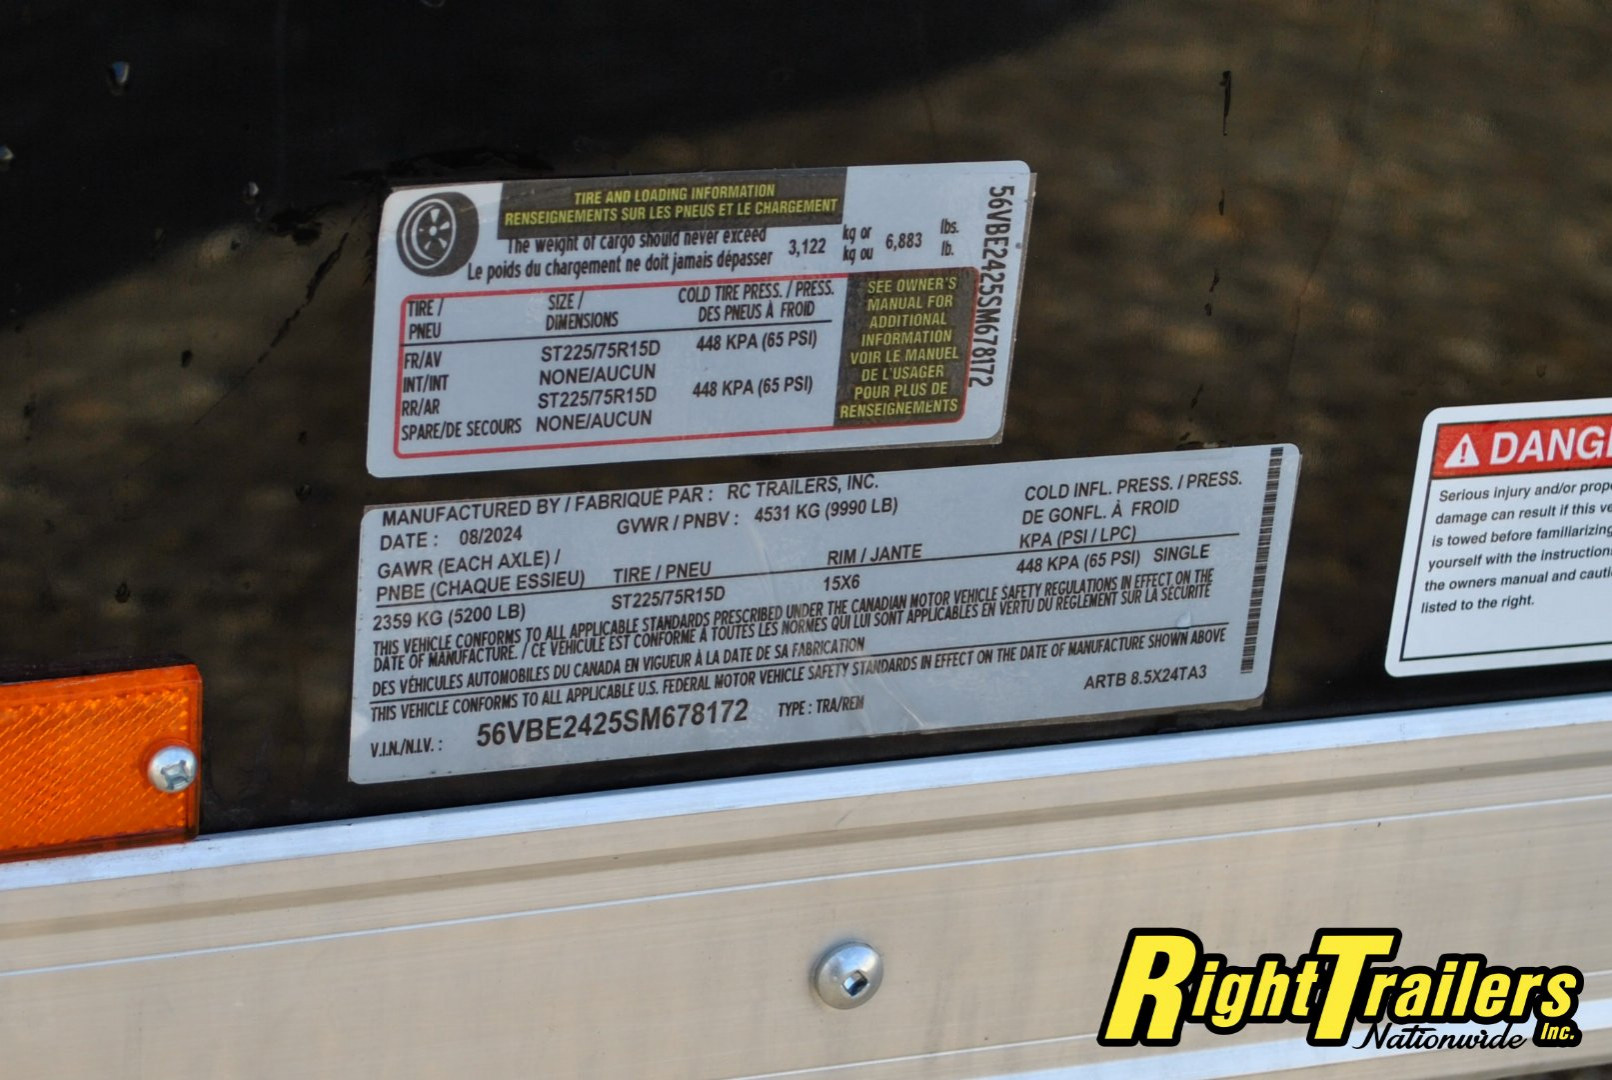 TIRE AND LOADING INFORMATION
RENSEIGNEMENTS SUR LES PNEUS ET LE CHARGEMENT
The weight of cargo should never exceed
Le poids du chargement ne doit jamais dépasser
3,122
kg or
kg ou
6,883
lbs.
lb.
TIRE /
PNEU
SIZE /
DIMENSIONS
COLD TIRE PRESS. / PRESS.
DES PNEUS À FROID
FR/AV ST225/75R15D 448 KPA (65 PSI)
INT/INT NONE/AUCUN
RR/AR ST225/75R15D 448 KPA (65 PSI)
SPARE/DE SECOURS NONE/AUCUN
SEE OWNER'S
MANUAL FOR
ADDITIONAL
INFORMATION
VOIR LE MANUEL
DE L'USAGER
POUR PLUS DE
RENSEIGNEMENTS
56VBE2425SM678172
MANUFACTURED BY / FABRIQUÉ PAR : RC TRAILERS, INC.
DATE : 08/2024 GVWR / PNBV : 4531 KG (9990 LB)
COLD INFL. PRESS. / PRESS.
DE GONFL. À FROID
KPA (PSI / LPC)
GAWR (EACH AXLE) /
PNBE (CHAQUE ESSIEU) TIRE / PNEU RIM / JANTE
2359 KG (5200 LB) ST225/75R15D 15X6 448 KPA (65 PSI) SINGLE
THIS VEHICLE CONFORMS TO ALL APPLICABLE STANDARDS PRESCRIBED UNDER THE CANADIAN MOTOR VEHICLE SAFETY REGULATIONS IN EFFECT ON THE
DATE OF MANUFACTURE. / CE VÉHICULE EST CONFORME À TOUTES LES NORMES QUI LUI SONT APPLICABLES EN VERTU DU RÈGLEMENT SUR LA SÉCURITÉ
DES VÉHICULES AUTOMOBILES DU CANADA EN VIGUEUR À LA DATE DE SA FABRICATION
THIS VEHICLE CONFORMS TO ALL APPLICABLE U.S. FEDERAL MOTOR VEHICLE SAFETY STANDARDS IN EFFECT ON THE DATE OF MANUFACTURE SHOWN ABOVE
V.I.N./N.I.V. : 56VBE2425SM678172 TYPE : TRA/REM ARTB 8.5X24TA3
DANG
Serious injury and/or prop
damage can result if this ve
is towed before familiarizing
yourself with the instruction
the owners manual and cauti
listed to the right.
RightTrailers
Nationwide Inc.